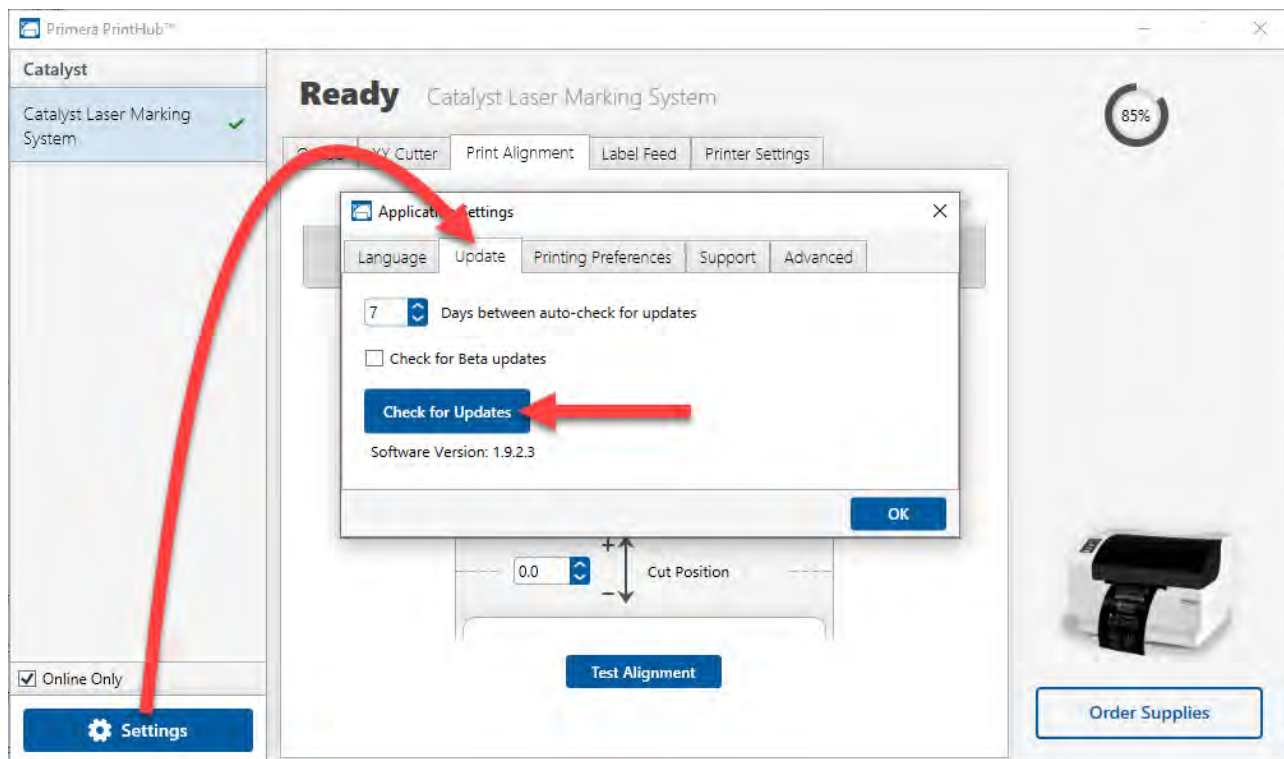 Primera PrintHub™
Catalyst
Catalyst Laser Marking
System
Ready Catalyst Laser Marking System
85%
XY Cutter Print Alignment Label Feed Printer Settings
Application Settings
Language Update Printing Preferences Support Advanced
7 Days between auto-check for updates
Check for Beta updates
Check for Updates
Software Version: 1.9.2.3
OK
+
0.0 Cut Position
–
Test Alignment
Online Only
Settings
Order Supplies